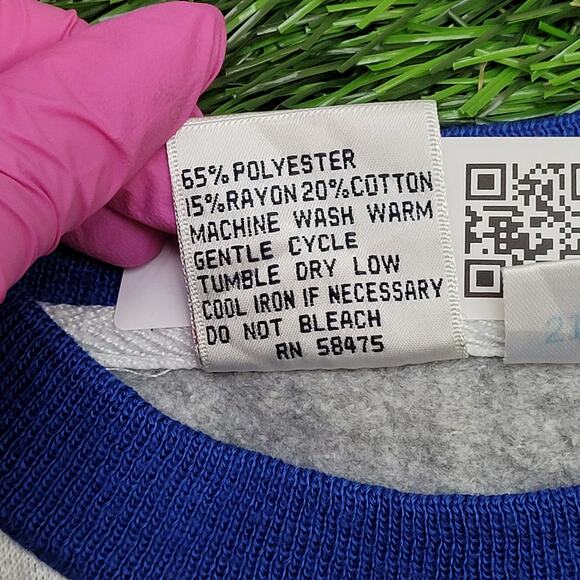 65% POLYESTER
15% RAYON 20% COTTON
MACHINE WASH WARM
GENTLE CYCLE
TUMBLE DRY LOW
COOL IRON IF NECESSARY
DO NOT BLEACH
RN 58475